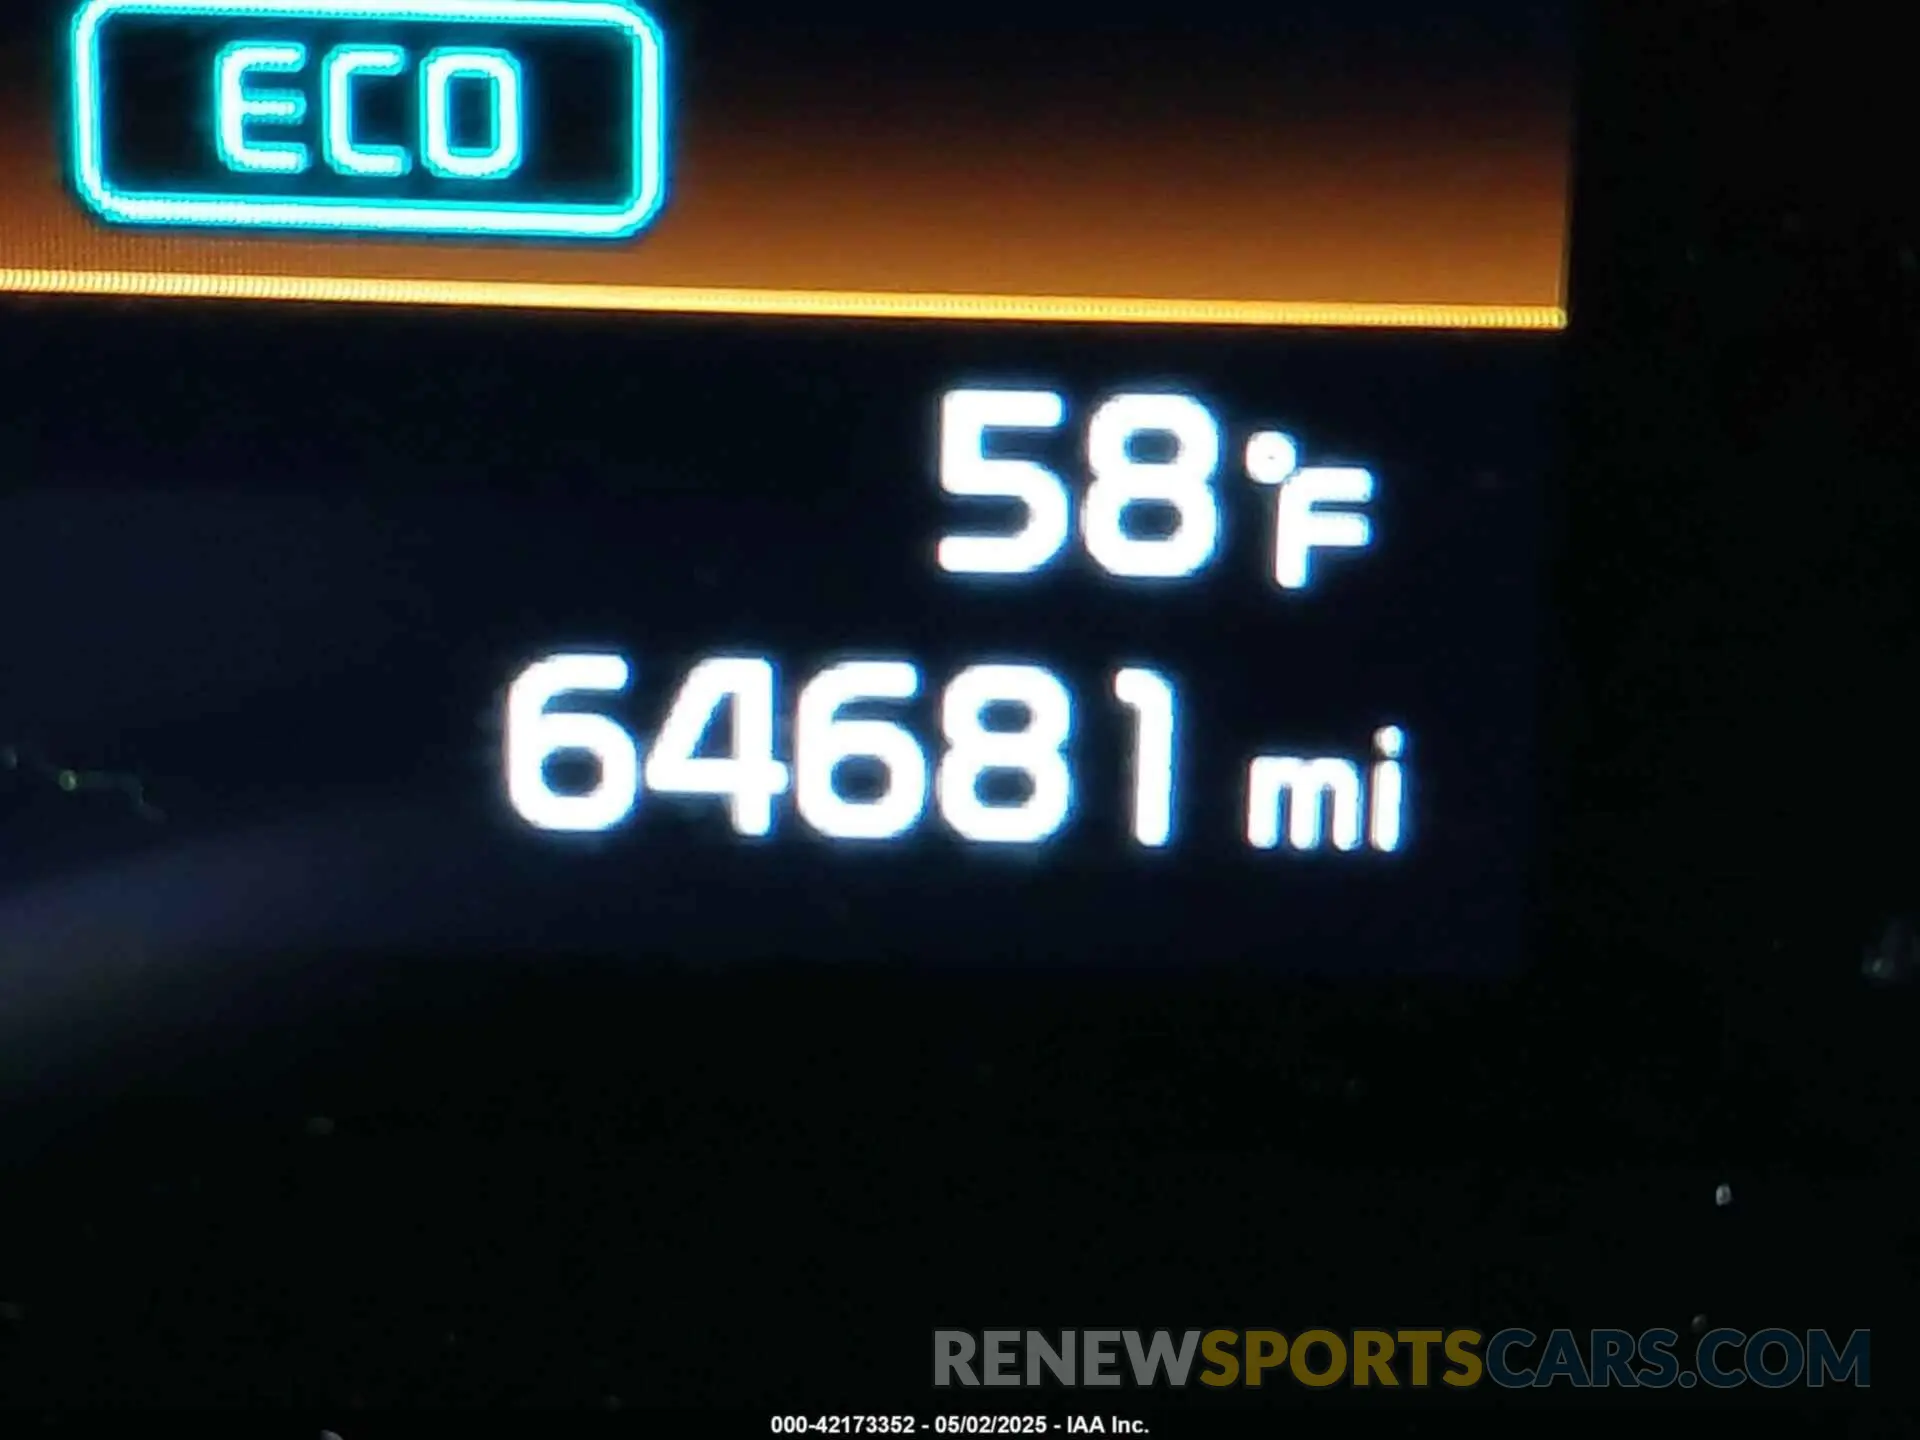 ECO
58 °F
64681 mi
RENEWSPORTSCARS.COM
000-42173352 - 05/02/2025 - IAA Inc.